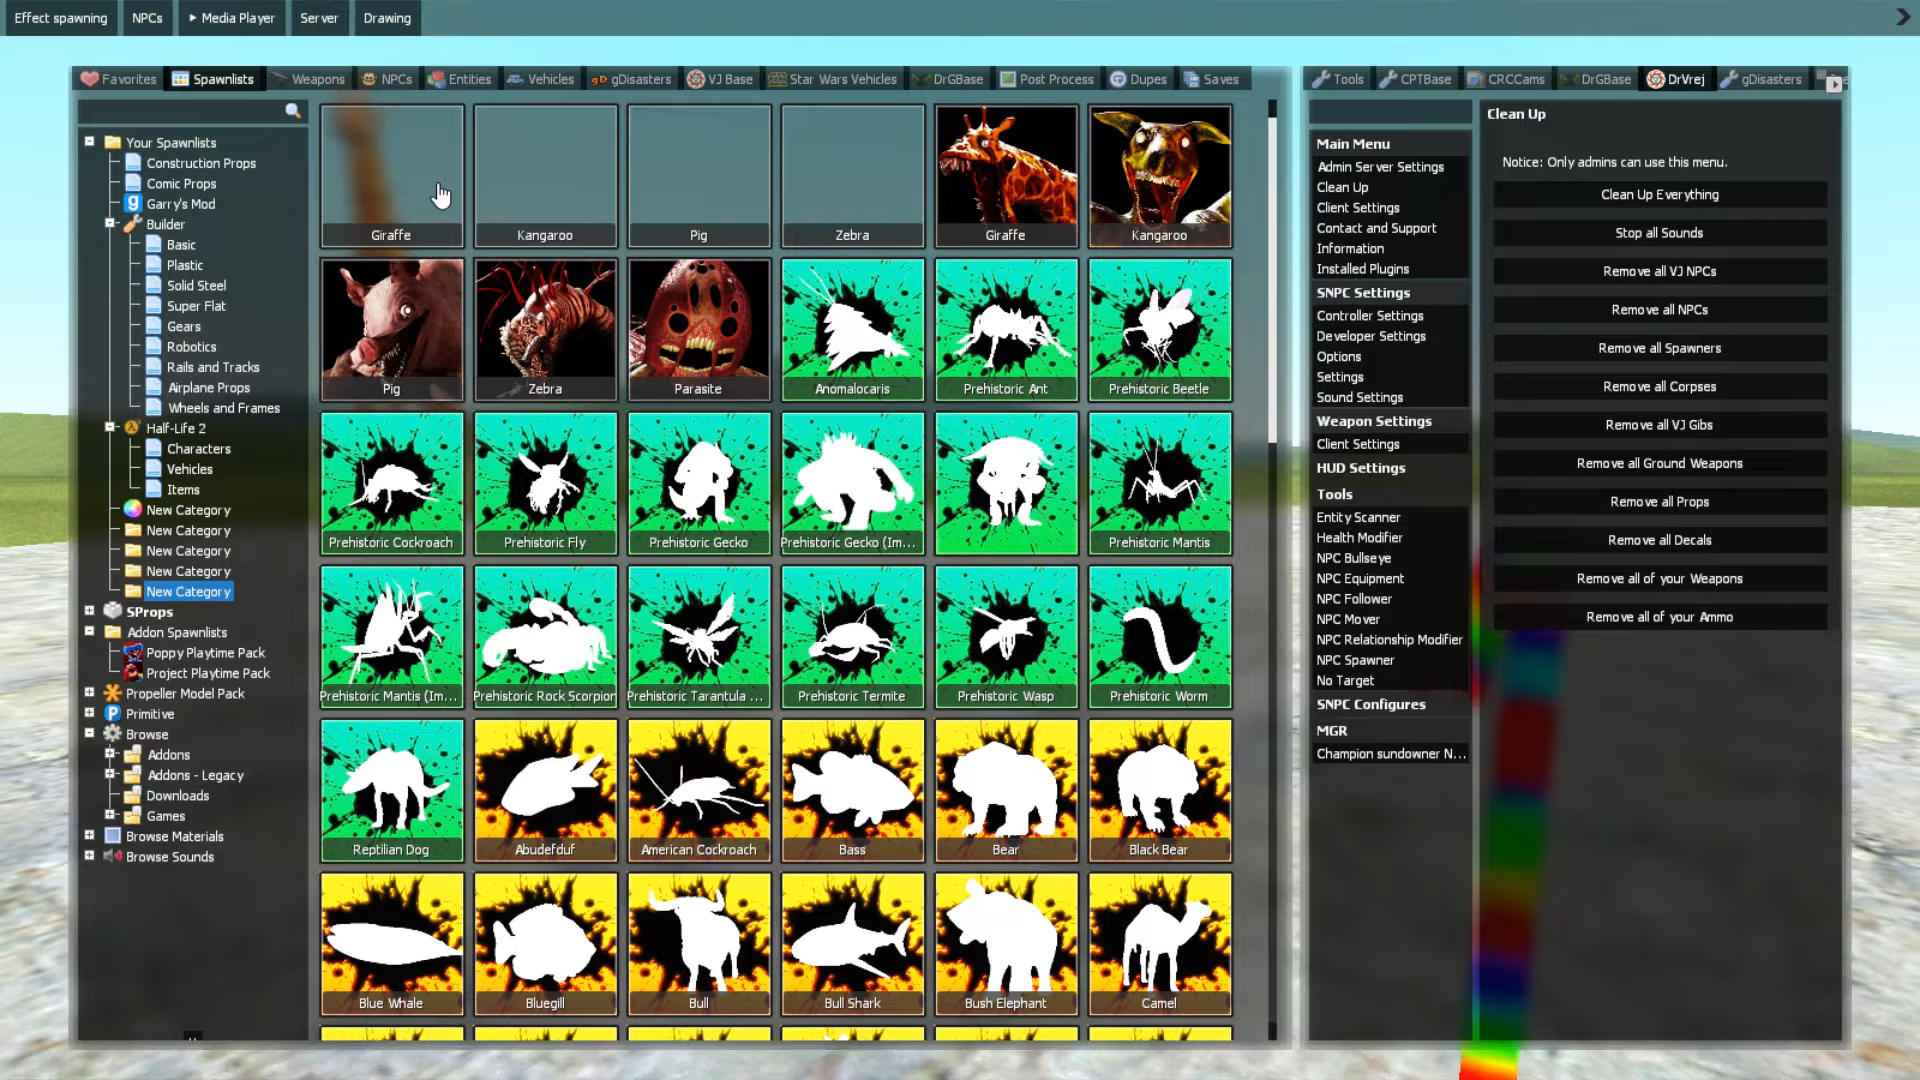 Effect spawning
NPCs
Media Player
Server
Drawing
Favorites
Spawnlists
Weapons
NPCs
Entities
Vehicles
gDisasters
VJ Base
Star Wars Vehicles
DrGBase
Post Process
Dupes
Saves
Tools
CPTBase
CRCCams
DrGBase
DrVrej
gDisasters
Your Spawnlists
Construction Props
Comic Props
Garry's Mod
Builder
Basic
Plastic
Solid Steel
Super Flat
Gears
Robotics
Rails and Tracks
Airplane Props
Wheels and Frames
Half-Life 2
Characters
Vehicles
Items
New Category
New Category
New Category
New Category
New Category
SProps
Addon Spawnlists
Poppy Playtime Pack
Project Playtime Pack
Propeller Model Pack
Primitive
Browse
Addons
Addons - Legacy
Downloads
Games
Browse Materials
Browse Sounds
Giraffe
Kangaroo
Pig
Zebra
Giraffe
Kangaroo
Pig
Zebra
Parasite
Anomalocaris
Prehistoric Ant
Prehistoric Beetle
Prehistoric Cockroach
Prehistoric Fly
Prehistoric Gecko
Prehistoric Gecko (Im...
Prehistoric Mantis
Prehistoric Mantis (Im...
Prehistoric Rock Scorpion
Prehistoric Tarantula ...
Prehistoric Termite
Prehistoric Wasp
Prehistoric Worm
Reptilian Dog
Abudefduf
American Cockroach
Bass
Bear
Black Bear
Blue Whale
Bluegill
Bull
Bull Shark
Bush Elephant
Camel
Main Menu
Admin Server Settings
Clean Up
Client Settings
Contact and Support
Information
Installed Plugins
SNPC Settings
Controller Settings
Developer Settings
Options
Settings
Sound Settings
Weapon Settings
Client Settings
HUD Settings
Tools
Entity Scanner
Health Modifier
NPC Bullseye
NPC Equipment
NPC Follower
NPC Mover
NPC Relationship Modifier
NPC Spawner
No Target
SNPC Configures
MGR
Champion sundowner N...
Clean Up
Notice: Only admins can use this menu.
Clean Up Everything
Stop all Sounds
Remove all VJ NPCs
Remove all NPCs
Remove all Spawners
Remove all Corpses
Remove all VJ Gibs
Remove all Ground Weapons
Remove all Props
Remove all Decals
Remove all of your Weapons
Remove all of your Ammo